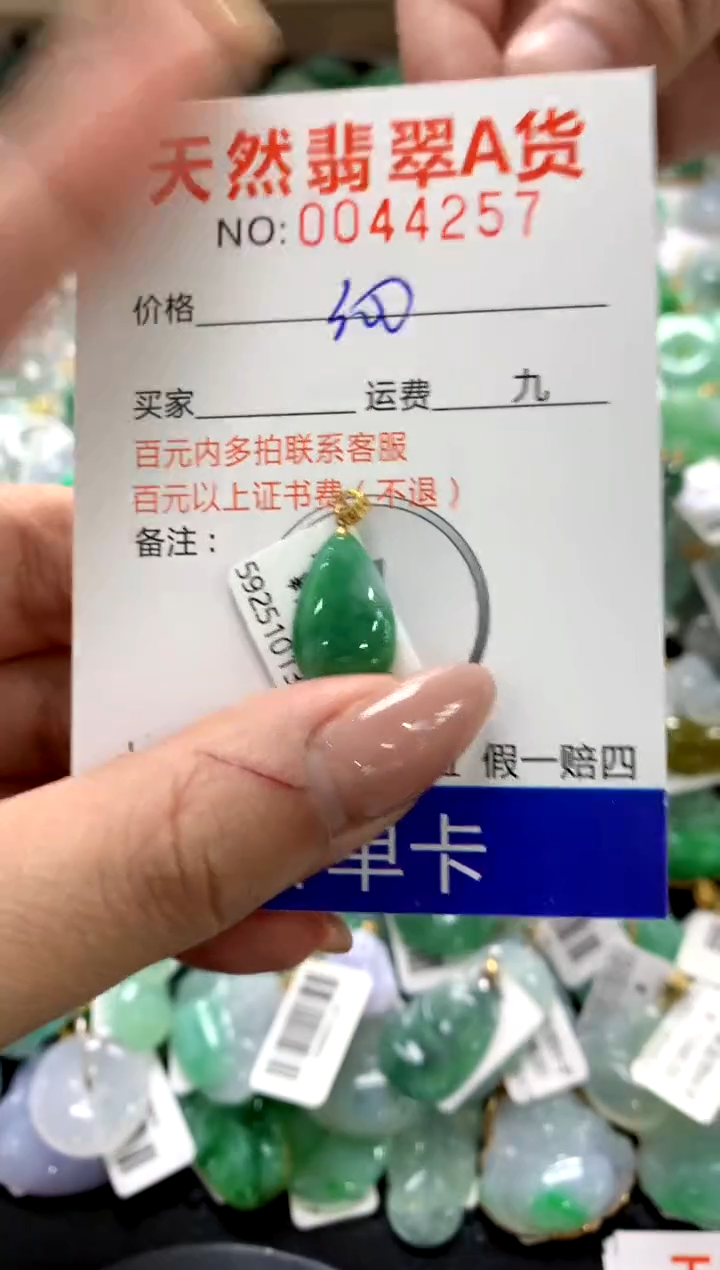 天然翡翠A货
NO:0044257
价格
买家 运费 九
百元内多拍联系客服
百元以上证书费(不退)
备注：
59251013
假一赔四
单卡